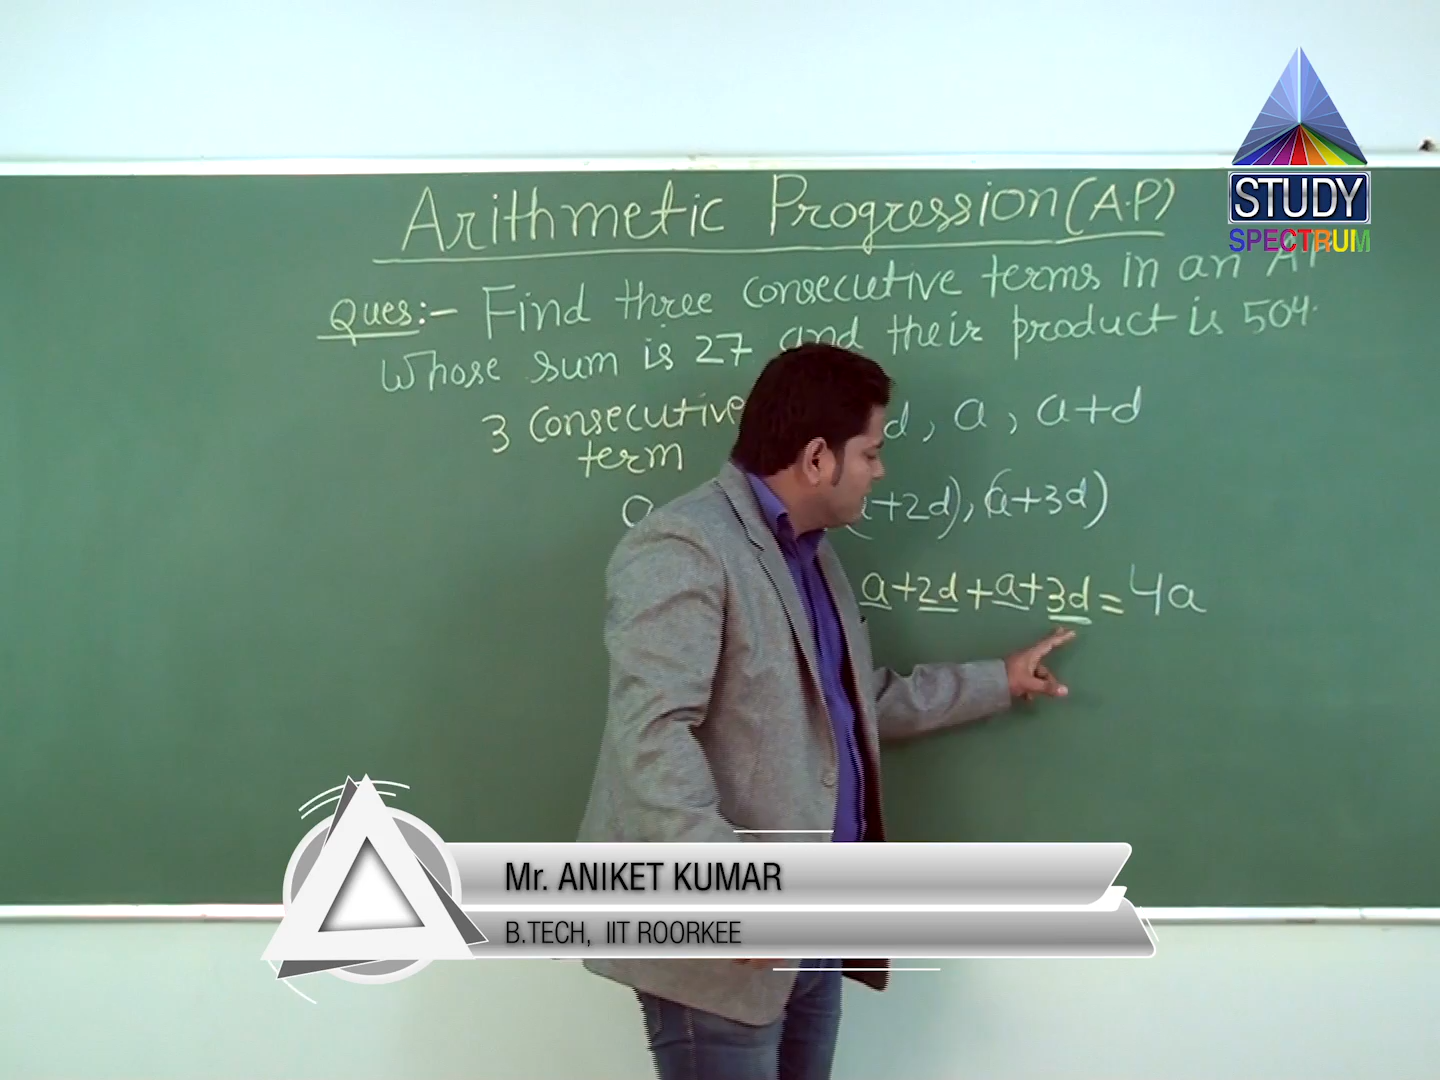 STUDY
SPECTRUM
Arithmetic Progression (A.P)
Ques:- Find three consecutive terms in an AP
Whose sum is 27 and their product is 504.
3 consecutive d, a, a+d
term
a +2d), (a+3d)
a+2d+a+3d=4a
Mr. ANIKET KUMAR
B.TECH, IIT ROORKEE